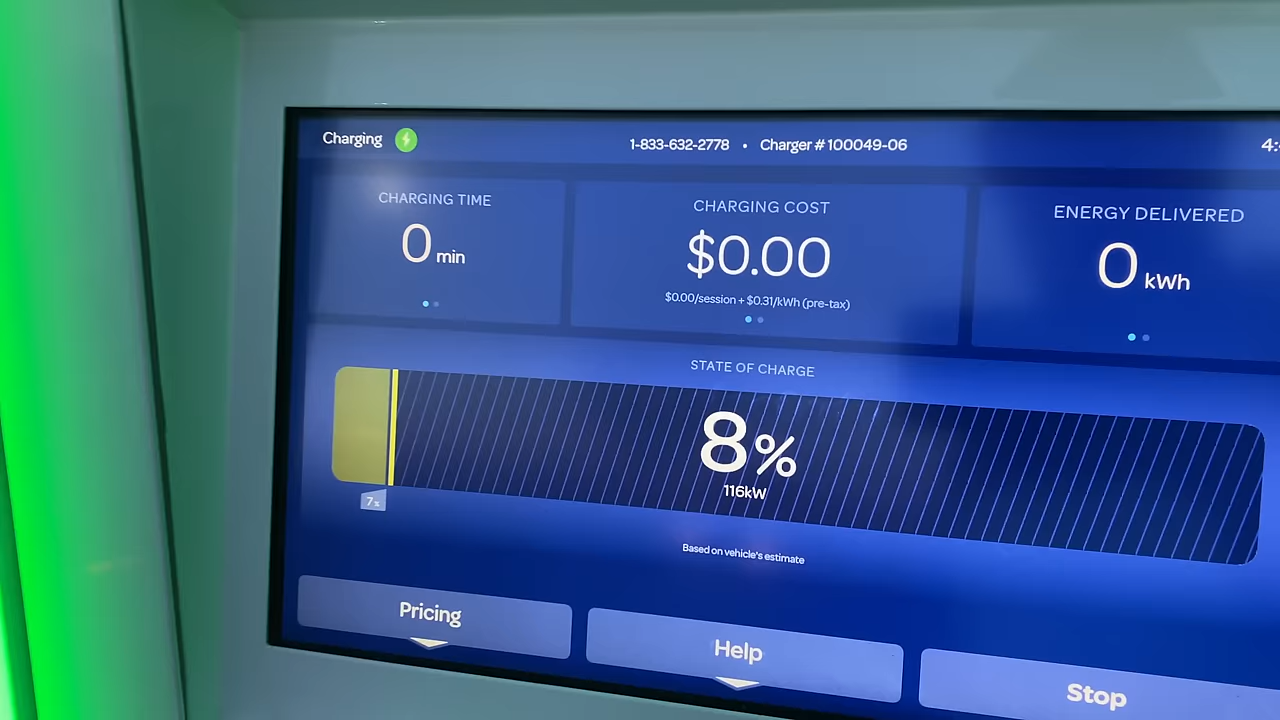 Charging
1-833-632-2778 • Charger # 100049-06
4:
CHARGING TIME
0 min
CHARGING COST
$0.00
$0.00/session + $0.31/kWh (pre-tax)
ENERGY DELIVERED
0 kWh
STATE OF CHARGE
8%
116kW
7%
Based on vehicle's estimate
Pricing
Help
Stop